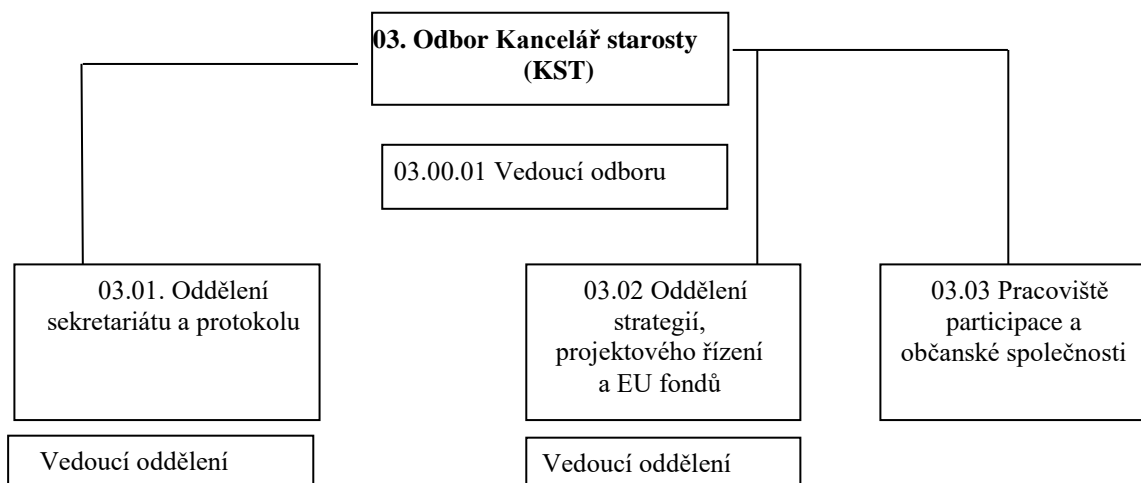 03. Odbor Kancelář starosty
(KST)
03.00.01 Vedoucí odboru
03.01. Oddělení
sekretariátu a protokolu
03.02 Oddělení
strategií,
projektového řízení
a EU fondů
03.03 Pracoviště
participace a
občanské společnosti
Vedoucí oddělení
Vedoucí oddělení